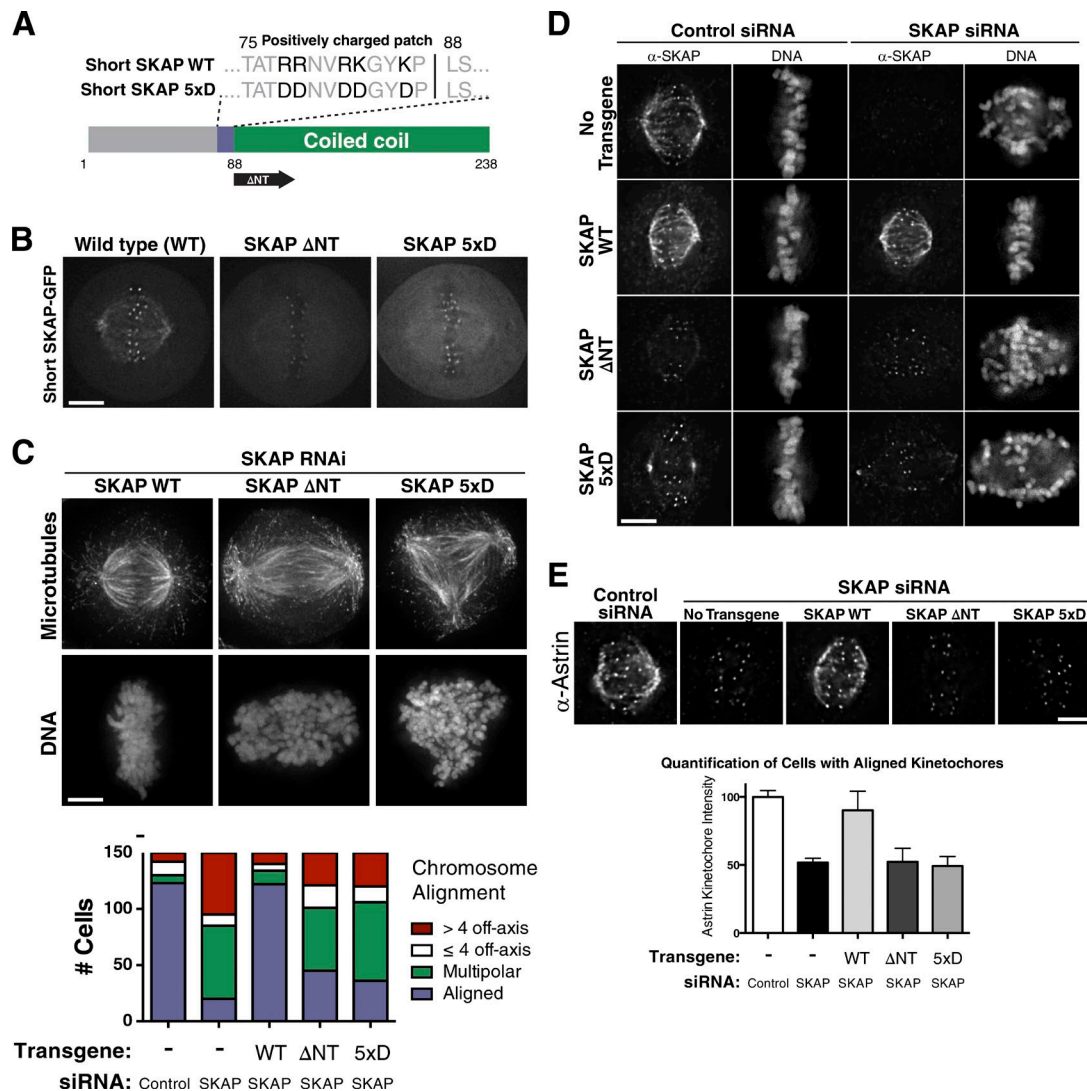 A
75 Positively charged patch 88
Short SKAP WT ...TATRRNVRKGYKP LS...
Short SKAP 5xD ...TATDDNVDDGYDP LS...
Coiled coil
1 88 238
ΔNT
B
Wild type (WT) SKAP ΔNT SKAP 5xD
Short SKAP-GFP
C
SKAP RNAi
SKAP WT SKAP ΔNT SKAP 5xD
Microtubules
DNA
150
100
50
0
# Cells
Chromosome
Alignment
> 4 off-axis
≤ 4 off-axis
Multipolar
Aligned
Transgene: - - WT ΔNT 5xD
siRNA: Control SKAP SKAP SKAP SKAP
D
Control siRNA SKAP siRNA
α-SKAP DNA α-SKAP DNA
No
Transgene
SKAP
WT
SKAP
ΔNT
SKAP
5xD
E
Control
siRNA
SKAP siRNA
No Transgene SKAP WT SKAP ΔNT SKAP 5xD
α-Astrin
Quantification of Cells with Aligned Kinetochores
Astrin Kinetochore Intensity
100
50
0
Transgene: - - WT ΔNT 5xD
siRNA: Control SKAP SKAP SKAP SKAP